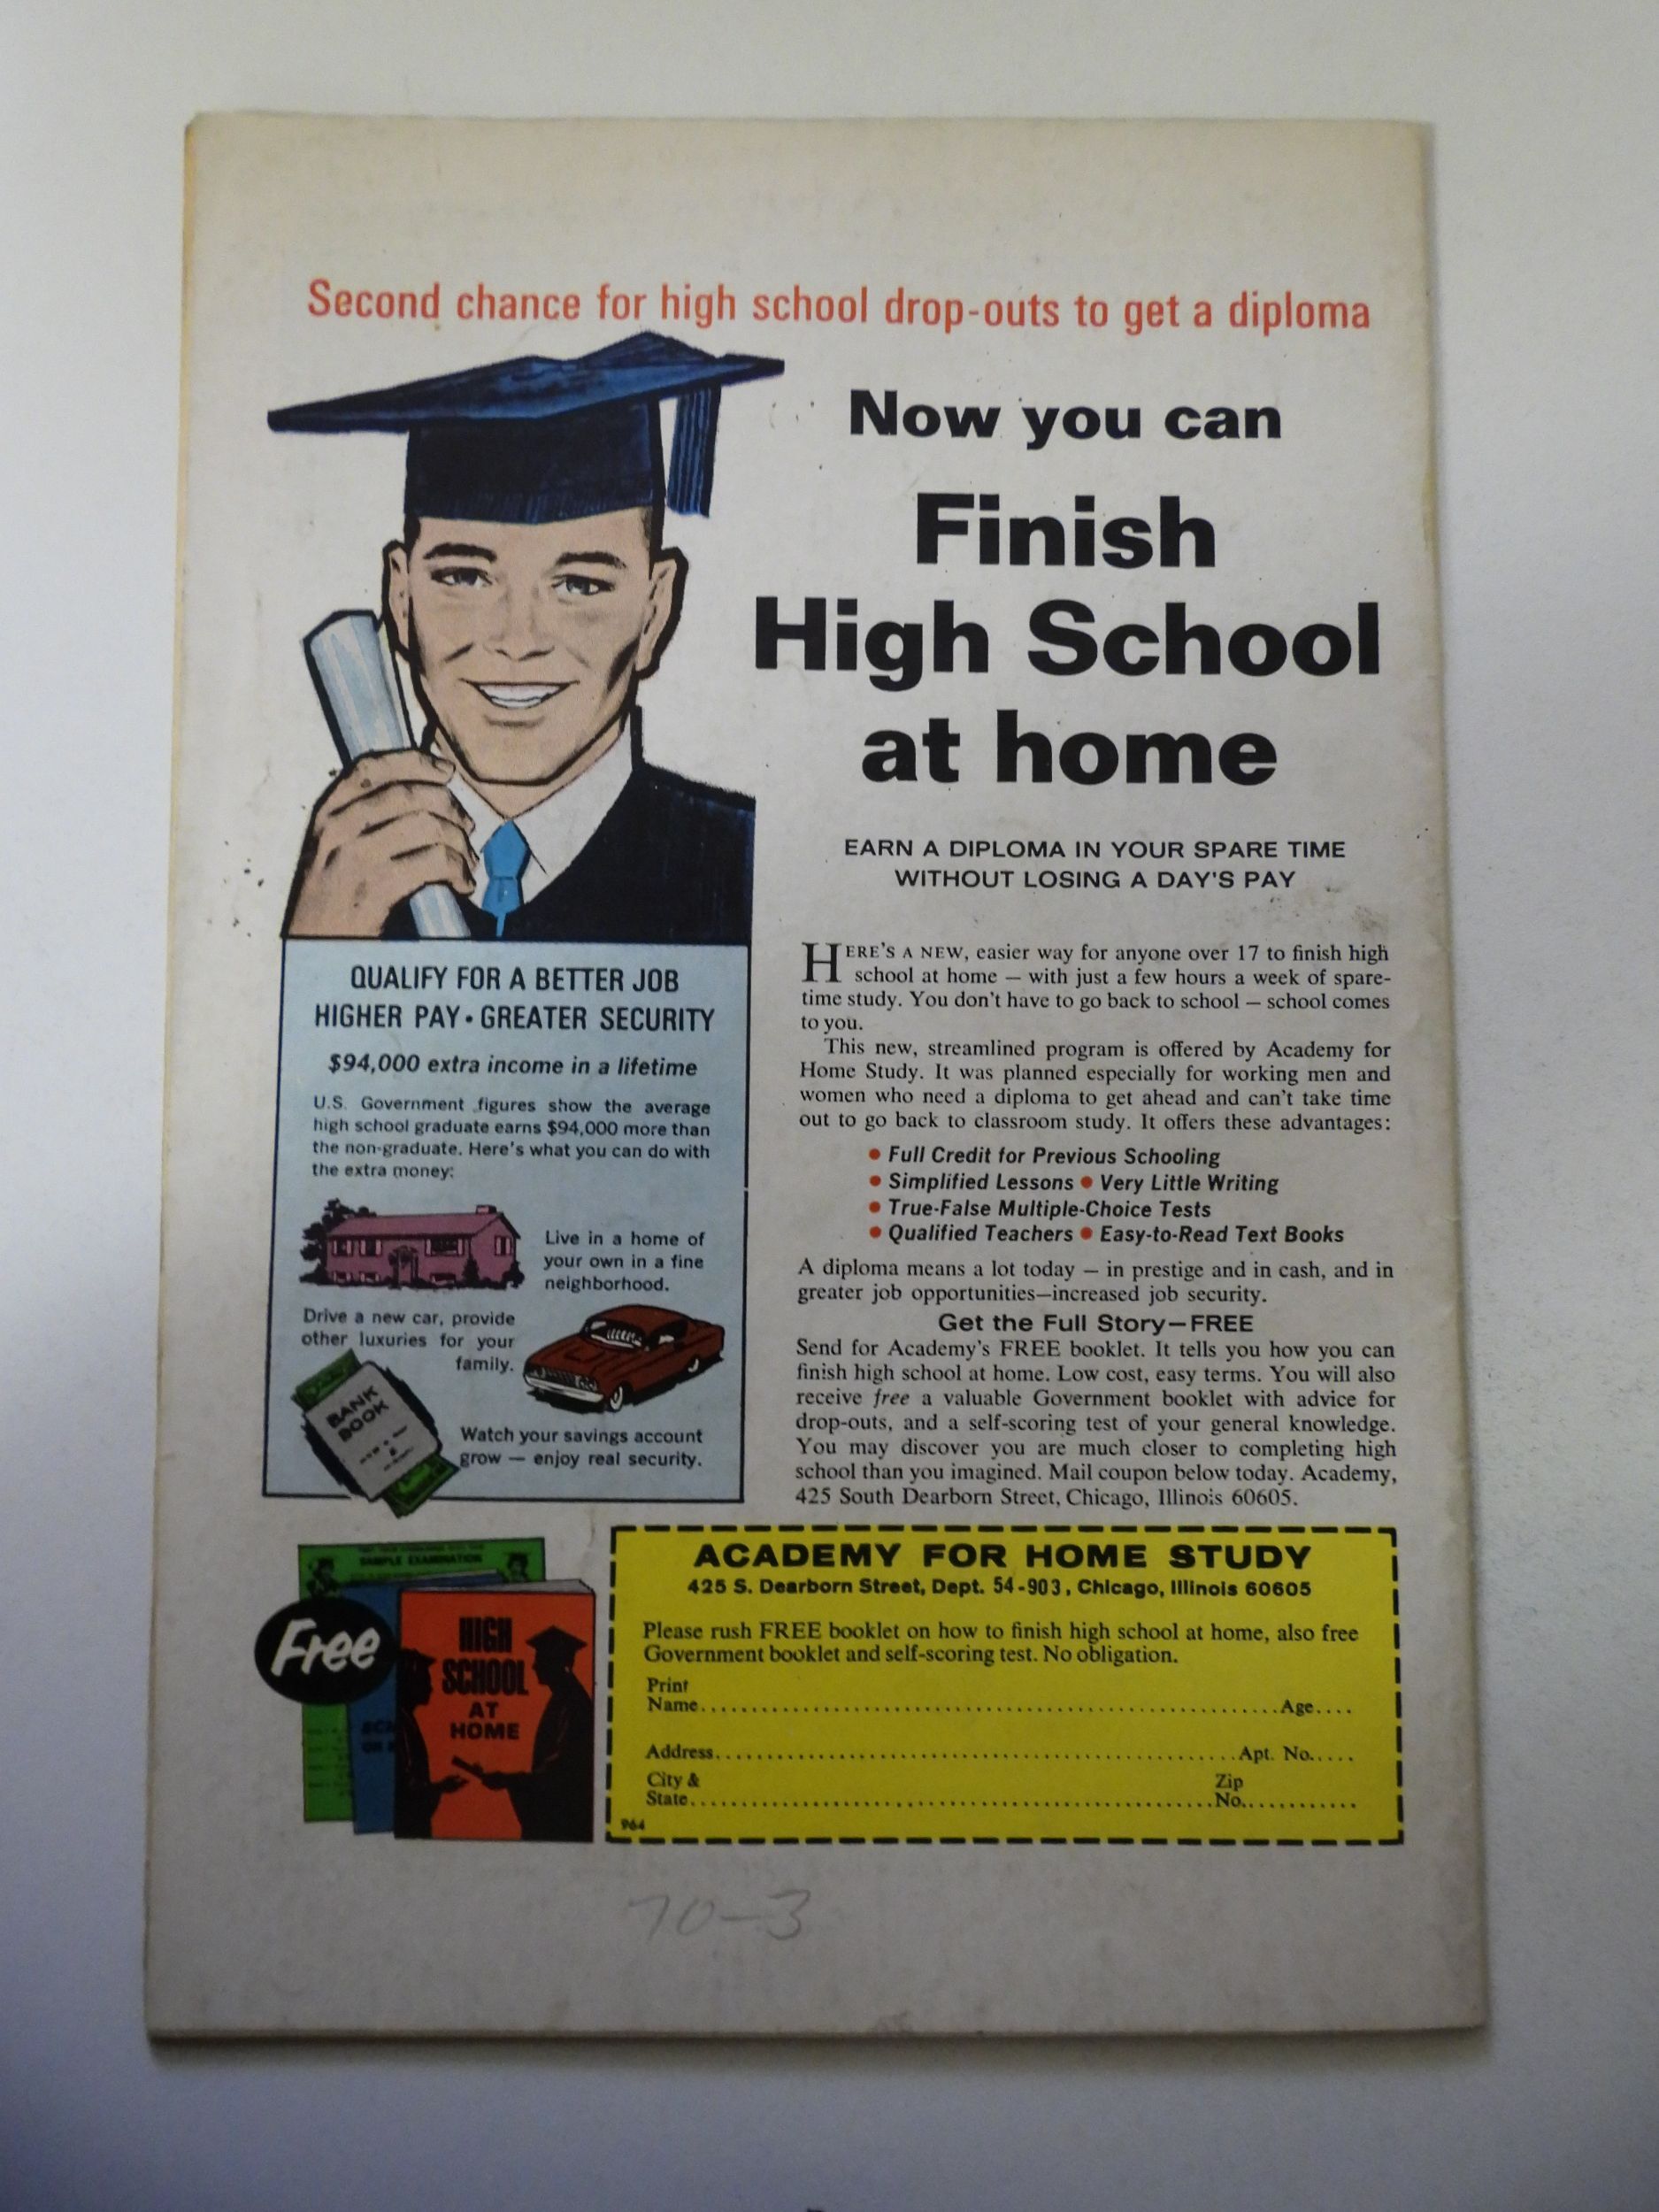 Second chance for high school drop-outs to get a diploma
Now you can
Finish
High School
at home
EARN A DIPLOMA IN YOUR SPARE TIME
WITHOUT LOSING A DAY'S PAY
QUALIFY FOR A BETTER JOB
HIGHER PAY • GREATER SECURITY
$94,000 extra income in a lifetime
U.S. Government figures show the average
high school graduate earns $94,000 more than
the non-graduate. Here's what you can do with
the extra money:
Live in a home of
your own in a fine
neighborhood.
Drive a new car, provide
other luxuries for your
family.
BANK
BOOK
Watch your savings account
grow — enjoy real security.
HERE'S A NEW, easier way for anyone over 17 to finish high
school at home — with just a few hours a week of spare-
time study. You don't have to go back to school — school comes
to you.
This new, streamlined program is offered by Academy for
Home Study. It was planned especially for working men and
women who need a diploma to get ahead and can't take time
out to go back to classroom study. It offers these advantages:
• Full Credit for Previous Schooling
• Simplified Lessons • Very Little Writing
• True-False Multiple-Choice Tests
• Qualified Teachers • Easy-to-Read Text Books
A diploma means a lot today — in prestige and in cash, and in
greater job opportunities—increased job security.
Get the Full Story—FREE
Send for Academy's FREE booklet. It tells you how you can
finish high school at home. Low cost, easy terms. You will also
receive free a valuable Government booklet with advice for
drop-outs, and a self-scoring test of your general knowledge.
You may discover you are much closer to completing high
school than you imagined. Mail coupon below today. Academy,
425 South Dearborn Street, Chicago, Illinois 60605.
SAMPLE EXAMINATION
Free
HIGH
SCHOOL
AT
HOME
ACADEMY FOR HOME STUDY
425 S. Dearborn Street, Dept. 54-903, Chicago, Illinois 60605
Please rush FREE booklet on how to finish high school at home, also free
Government booklet and self-scoring test. No obligation.
Print
Name.......................................................Age....
Address..................................................Apt. No.....
City & Zip
State..................................................No............
964
70-3